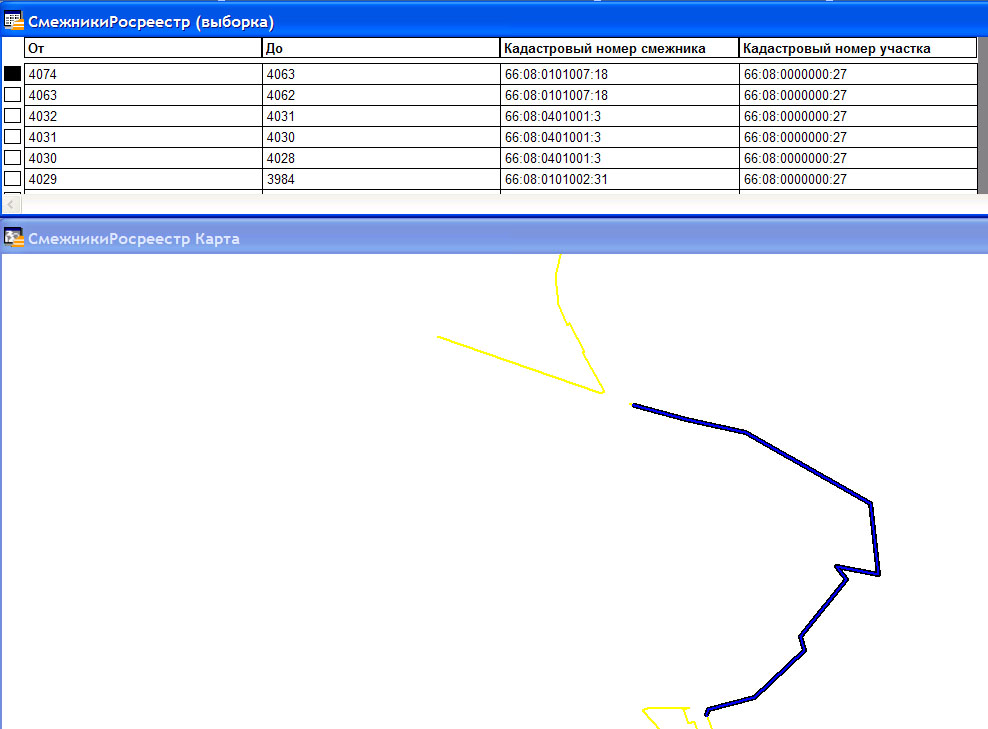 СмежникиРосреестр (выборка)
От До Кадастровый номер смежника Кадастровый номер участка
4074 4063 66:08:0101007:18 66:08:0000000:27
4063 4062 66:08:0101007:18 66:08:0000000:27
4032 4031 66:08:0401001:3 66:08:0000000:27
4031 4030 66:08:0401001:3 66:08:0000000:27
4030 4028 66:08:0401001:3 66:08:0000000:27
4029 3984 66:08:0101002:31 66:08:0000000:27
СмежникиРосреестр Карта